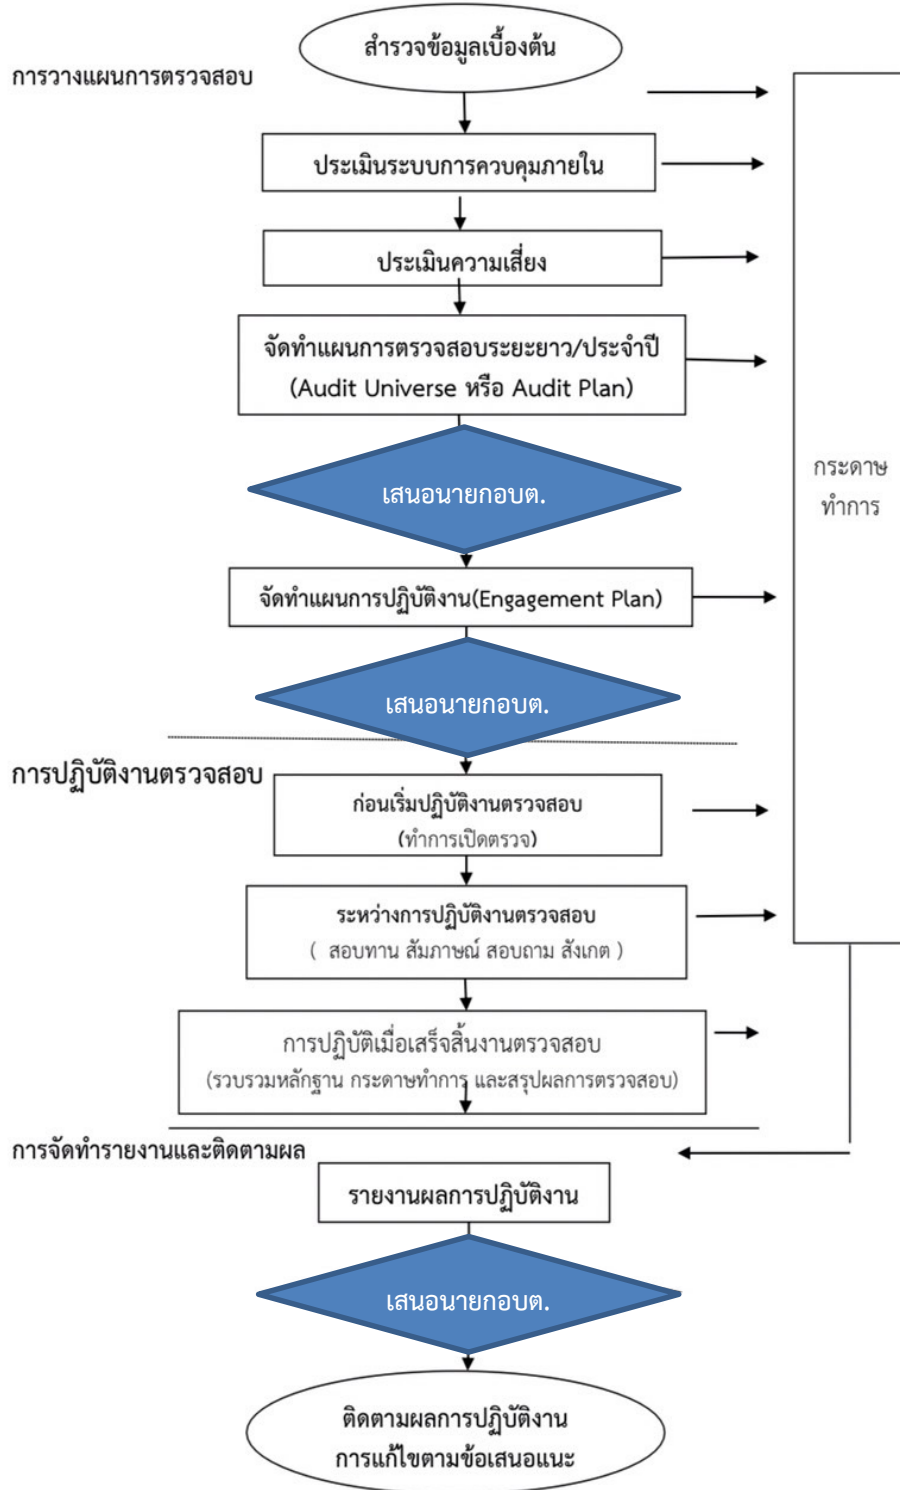 สำรวจข้อมูลเบื้องต้น
การวางแผนการตรวจสอบ
ประเมินระบบการควบคุมภายใน
ประเมินความเสี่ยง
จัดทำแผนการตรวจสอบระยะยาว/ประจำปี
(Audit Universe หรือ Audit Plan)
กระดาษ
ทำการ
เสนอนายกอบต.
จัดทำแผนการปฏิบัติงาน(Engagement Plan)
เสนอนายกอบต.
การปฏิบัติงานตรวจสอบ
ก่อนเริ่มปฏิบัติงานตรวจสอบ
(ทำการเปิดตรวจ)
ระหว่างการปฏิบัติงานตรวจสอบ
( สอบทาน สัมภาษณ์ สอบถาม สังเกต )
การปฏิบัติเมื่อเสร็จสิ้นงานตรวจสอบ
(รวบรวมหลักฐาน กระดาษทำการ และสรุปผลการตรวจสอบ)
การจัดทำรายงานและติดตามผล
รายงานผลการปฏิบัติงาน
เสนอนายกอบต.
ติดตามผลการปฏิบัติงาน
การแก้ไขตามข้อเสนอแนะ